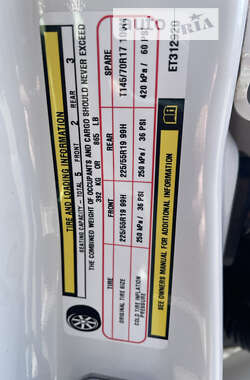 TIRE AND LOADING INFORMATION
SEATING CAPACITY - TOTAL 5 FRONT 2 REAR 3
THE COMBINED WEIGHT OF OCCUPANTS AND CARGO SHOULD NEVER EXCEED
392 KG OR 865 LB
TIRE FRONT REAR SPARE
ORIGINAL TIRE SIZE 225/55R19 99H 225/55R19 99H T145/70R17
COLD TIRE INFLATION PRESSURE 250 kPa / 36 PSI 250 kPa / 36 PSI 420 kPa / 60
SEE OWNERS MANUAL FOR ADDITIONAL INFORMATION
auto RIA